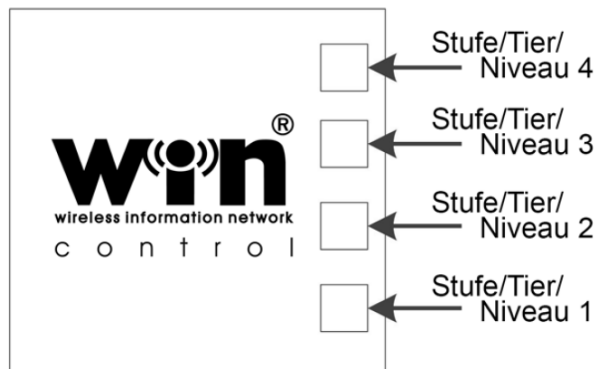 win®
wireless information network
control
Stufe/Tier/
Niveau 4
Stufe/Tier/
Niveau 3
Stufe/Tier/
Niveau 2
Stufe/Tier/
Niveau 1